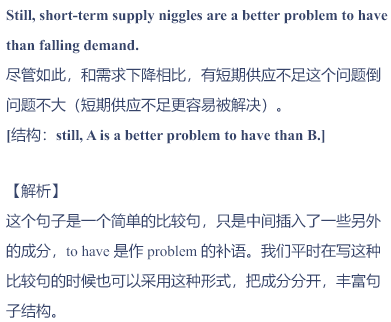 Still, short-term supply niggles are a better problem to have
than falling demand.
尽管如此，和需求下降相比，有短期供应不足这个问题倒
问题不大（短期供应不足更容易被解决）。
[结构：still, A is a better problem to have than B.]
【解析】
这个句子是一个简单的比较句，只是中间插入了一些另外
的成分，to have 是作 problem 的补语。我们平时在写这种
比较句的时候也可以采用这种形式，把成分分开，丰富句
子结构。